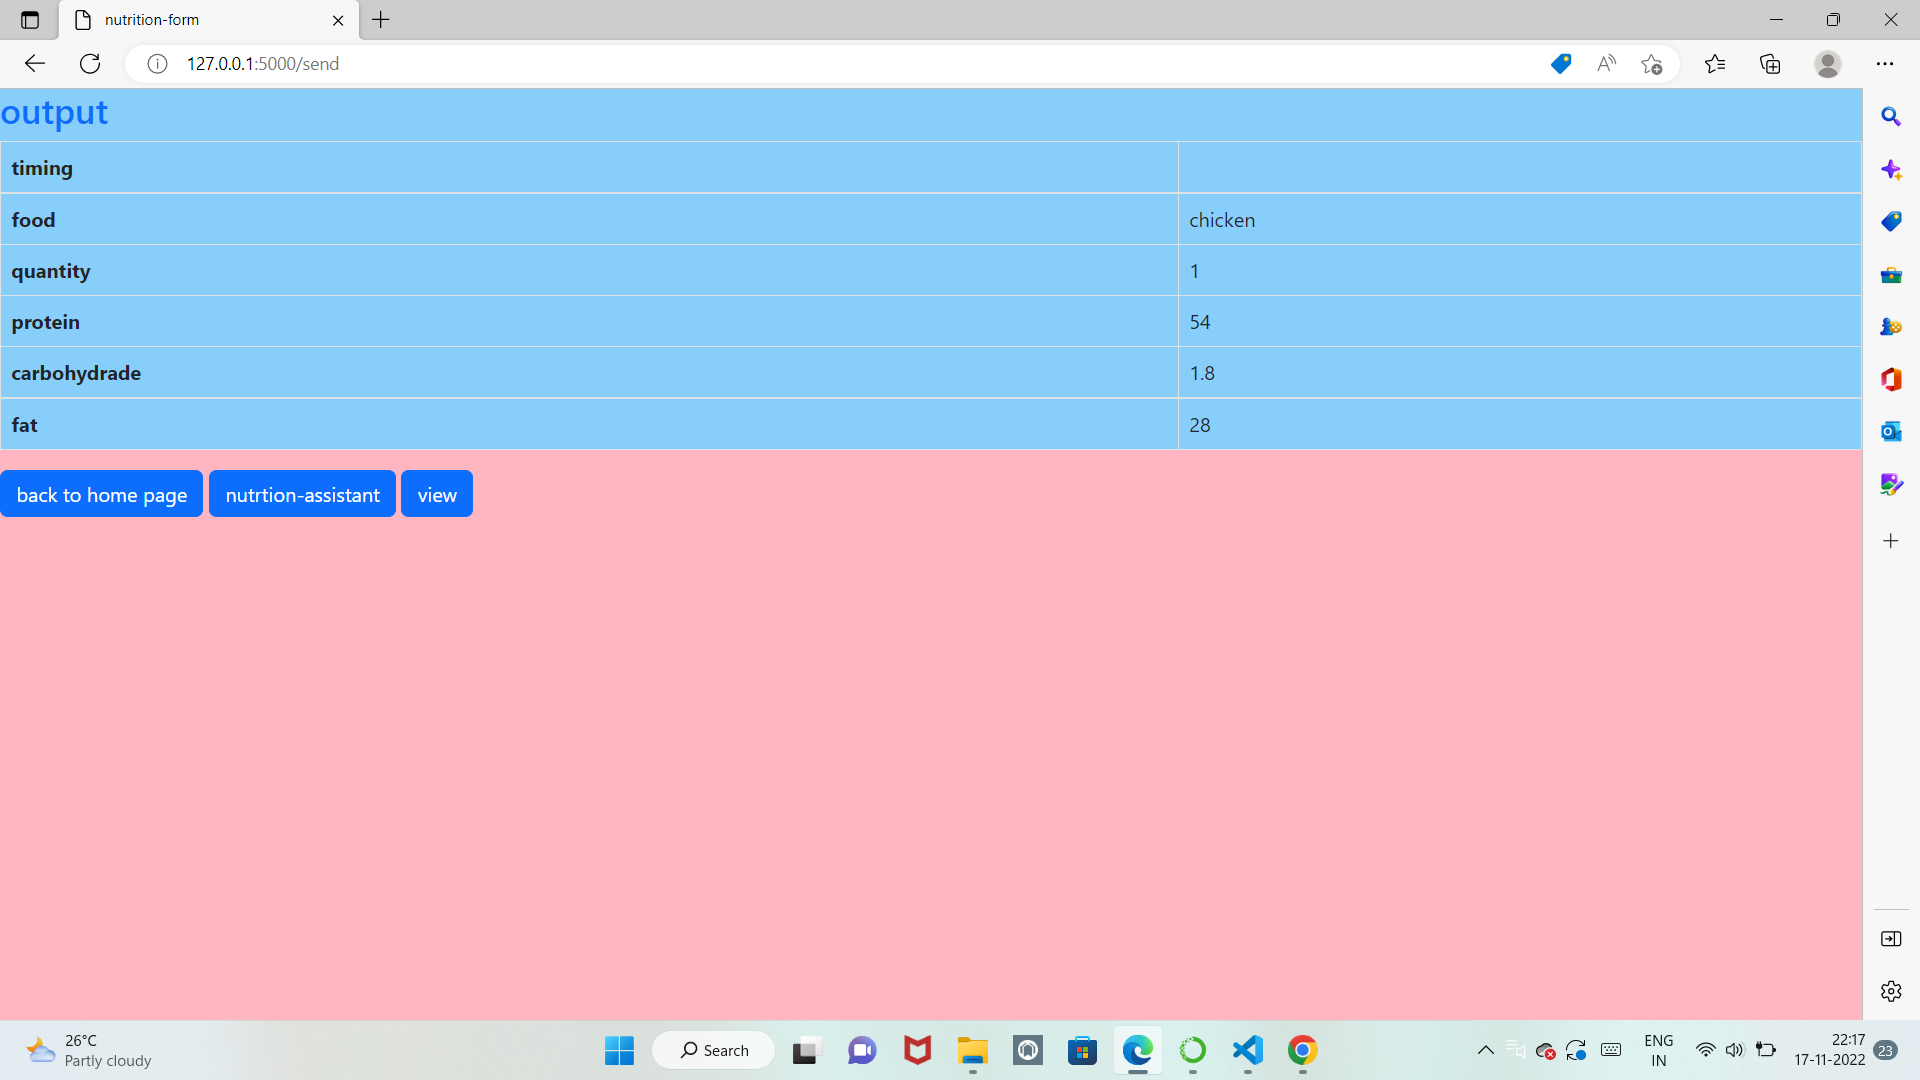 nutrition-form
127.0.0.1:5000/send
output
timing
food chicken
quantity 1
protein 54
carbohydrade 1.8
fat 28
back to home page nutrtion-assistant view
26°C
Partly cloudy
Search
ENG
IN
22:17
17-11-2022
23